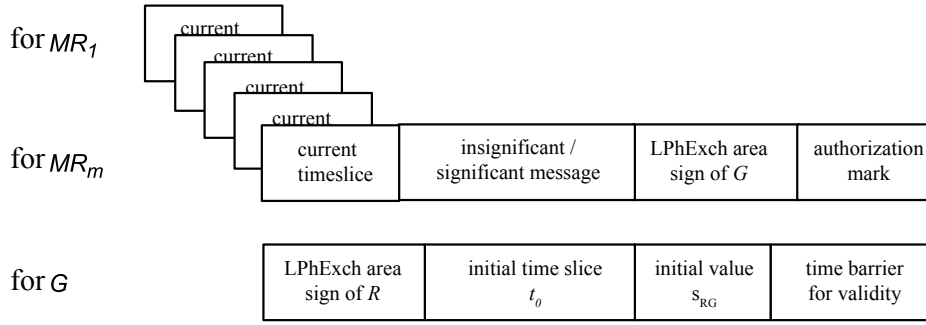 current
for MR1
current
current
current
current
timeslice
insignificant /
significant message
LPhExch area
sign of G
authorization
mark
for MRm
LPhExch area
sign of R
initial time slice
t0
initial value
sRG
time barrier
for validity
for G